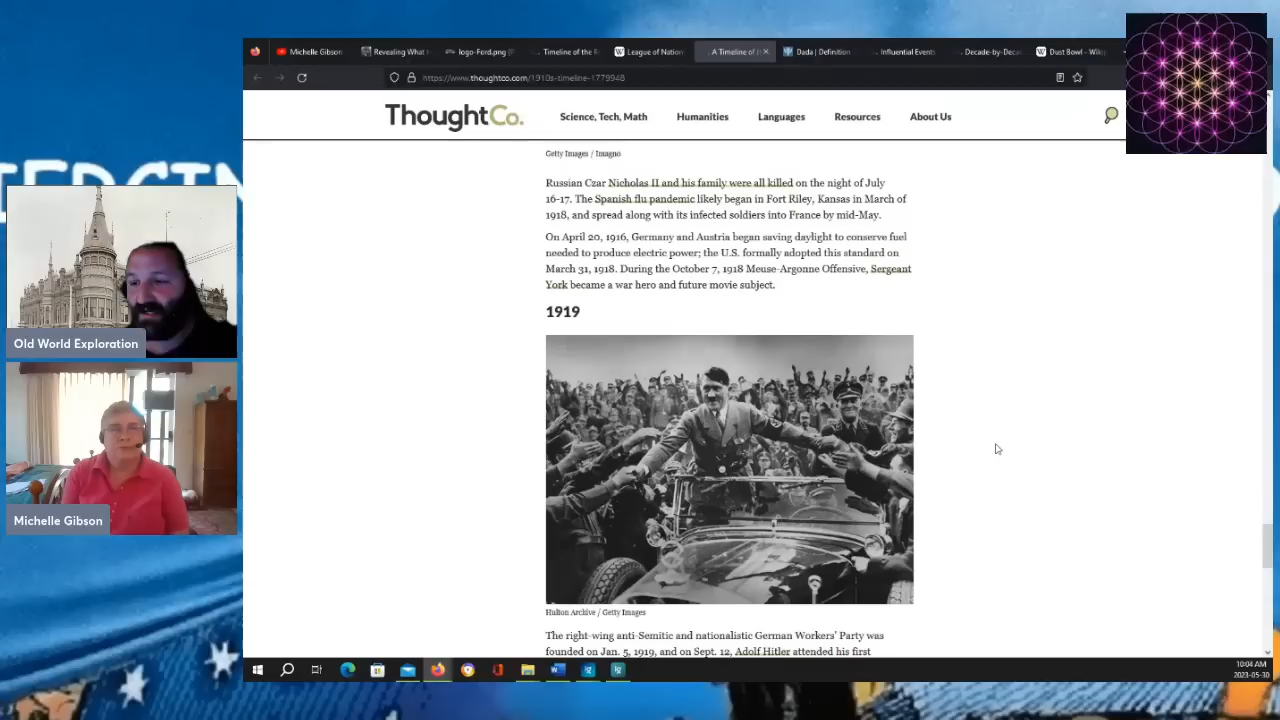 Michelle Gibson
Revealing What
logo-Ford.png (
Timeline of the R
League of Nation
A Timeline of
Dada | Definition
Influential Events
Decade-by-Deca
Dust Bowl - Wiki
https://www.thoughtco.com/1910s-timeline-1779948
ThoughtCo.
Science, Tech, Math
Humanities
Languages
Resources
About Us
Getty Images / Imagno
Russian Czar Nicholas II and his family were all killed on the night of July
16-17. The Spanish flu pandemic likely began in Fort Riley, Kansas in March of
1918, and spread along with its infected soldiers into France by mid-May.
On April 20, 1916, Germany and Austria began saving daylight to conserve fuel
needed to produce electric power; the U.S. formally adopted this standard on
March 31, 1918. During the October 7, 1918 Meuse-Argonne Offensive, Sergeant
York became a war hero and future movie subject.
1919
Hulton Archive / Getty Images
The right-wing anti-Semitic and nationalistic German Workers' Party was
founded on Jan. 5, 1919, and on Sept. 12, Adolf Hitler attended his first
Old World Exploration
Michelle Gibson
10:04 AM
2023-05-30